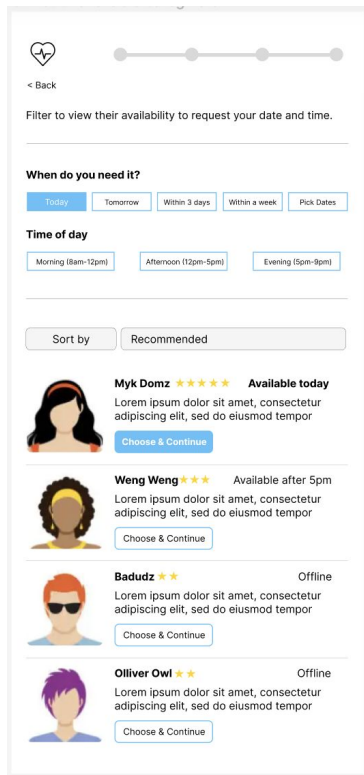 < Back
Filter to view their availability to request your date and time.
When do you need it?
Today Tomorrow Within 3 days Within a week Pick Dates
Time of day
Morning (8am-12pm) Afternoon (12pm-5pm) Evening (5pm-9pm)
Sort by Recommended
Myk Domz Available today
Lorem ipsum dolor sit amet, consectetur
adipiscing elit, sed do eiusmod tempor
Choose & Continue
Weng Weng Available after 5pm
Lorem ipsum dolor sit amet, consectetur
adipiscing elit, sed do eiusmod tempor
Choose & Continue
Badudz Offline
Lorem ipsum dolor sit amet, consectetur
adipiscing elit, sed do eiusmod tempor
Choose & Continue
Olliver Owl Offline
Lorem ipsum dolor sit amet, consectetur
adipiscing elit, sed do eiusmod tempor
Choose & Continue